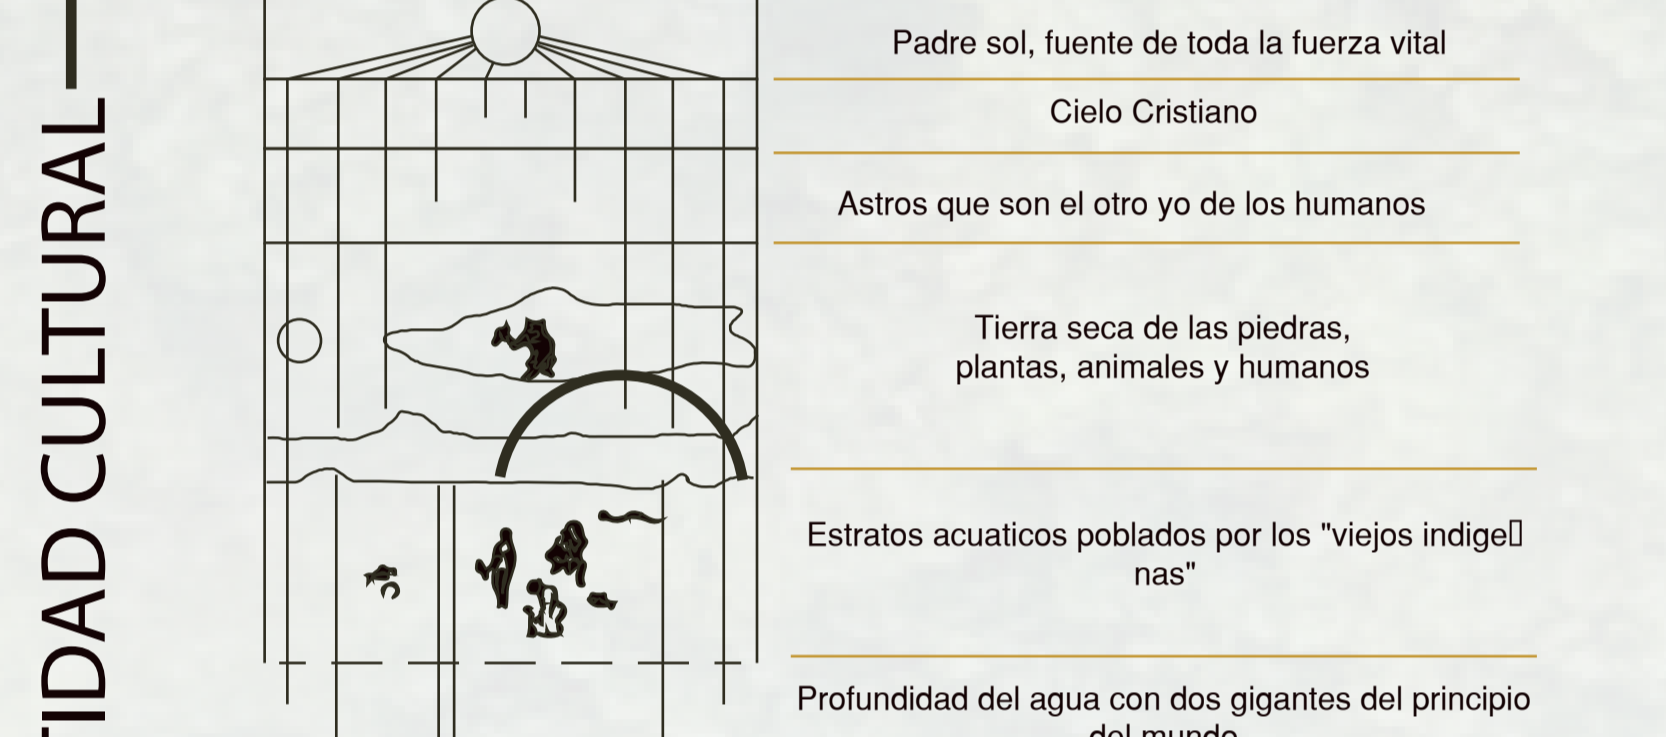 TIDAD CULTURAL
Padre sol, fuente de toda la fuerza vital
Cielo Cristiano
Astros que son el otro yo de los humanos
Tierra seca de las piedras,
plantas, animales y humanos
Estratos acuaticos poblados por los "viejos indige▯
nas"
Profundidad del agua con dos gigantes del principio
del mundo